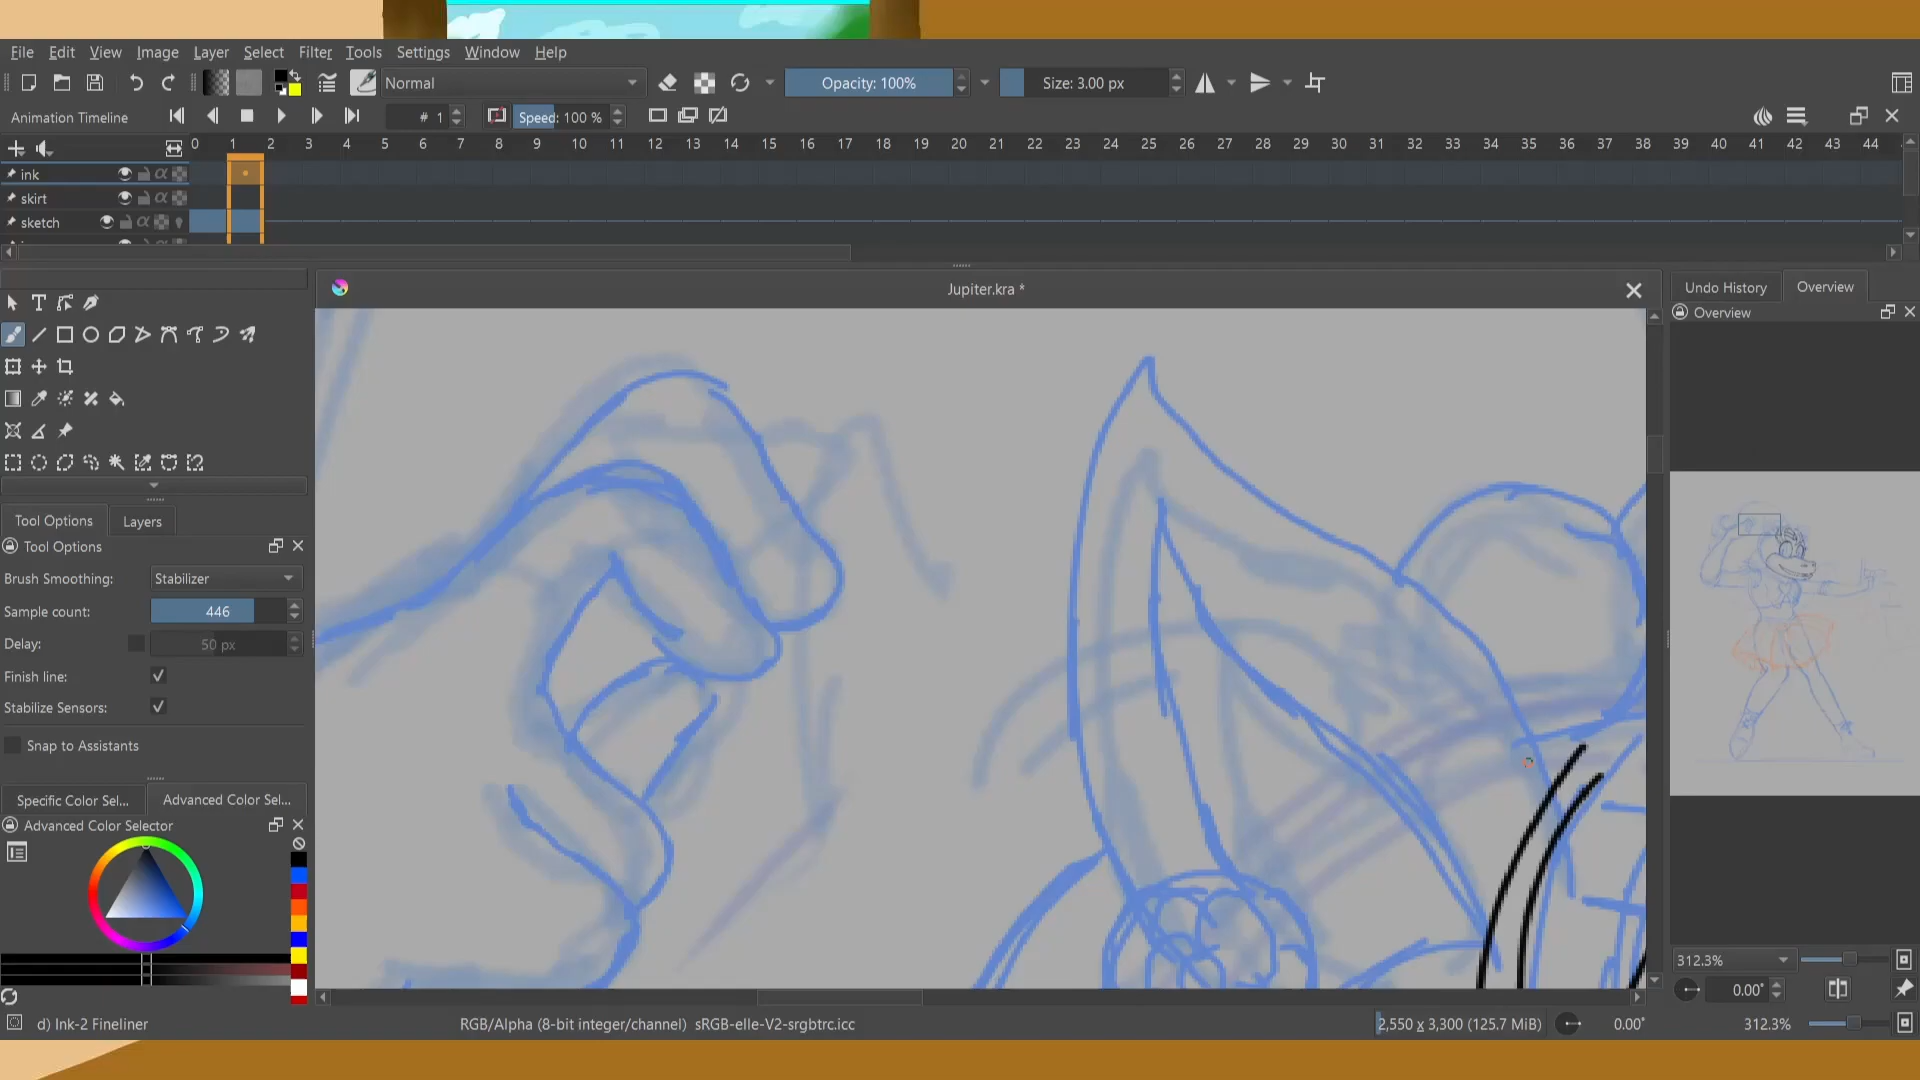 File Edit View Image Layer Select Filter Tools Settings Window Help
Normal Opacity: 100% Size: 3.00 px
Animation Timeline # 1 Speed: 100 %
0 1 2 3 4 5 6 7 8 9 10 11 12 13 14 15 16 17 18 19 20 21 22 23 24 25 26 27 28 29 30 31 32 33 34 35 36 37 38 39 40 41 42 43 44
ink
skirt
sketch
Jupiter.kra *
Undo History Overview
Overview
Tool Options Layers
Tool Options
Brush Smoothing: Stabilizer
Sample count: 446
Delay: 50 px
Finish line:
Stabilize Sensors:
Snap to Assistants
Specific Color Sel... Advanced Color Sel...
Advanced Color Selector
312.3%
0.00°
d) Ink-2 Fineliner RGB/Alpha (8-bit integer/channel) sRGB-elle-V2-srgbtrc.icc 2,550 x 3,300 (125.7 MiB) 0.00° 312.3%